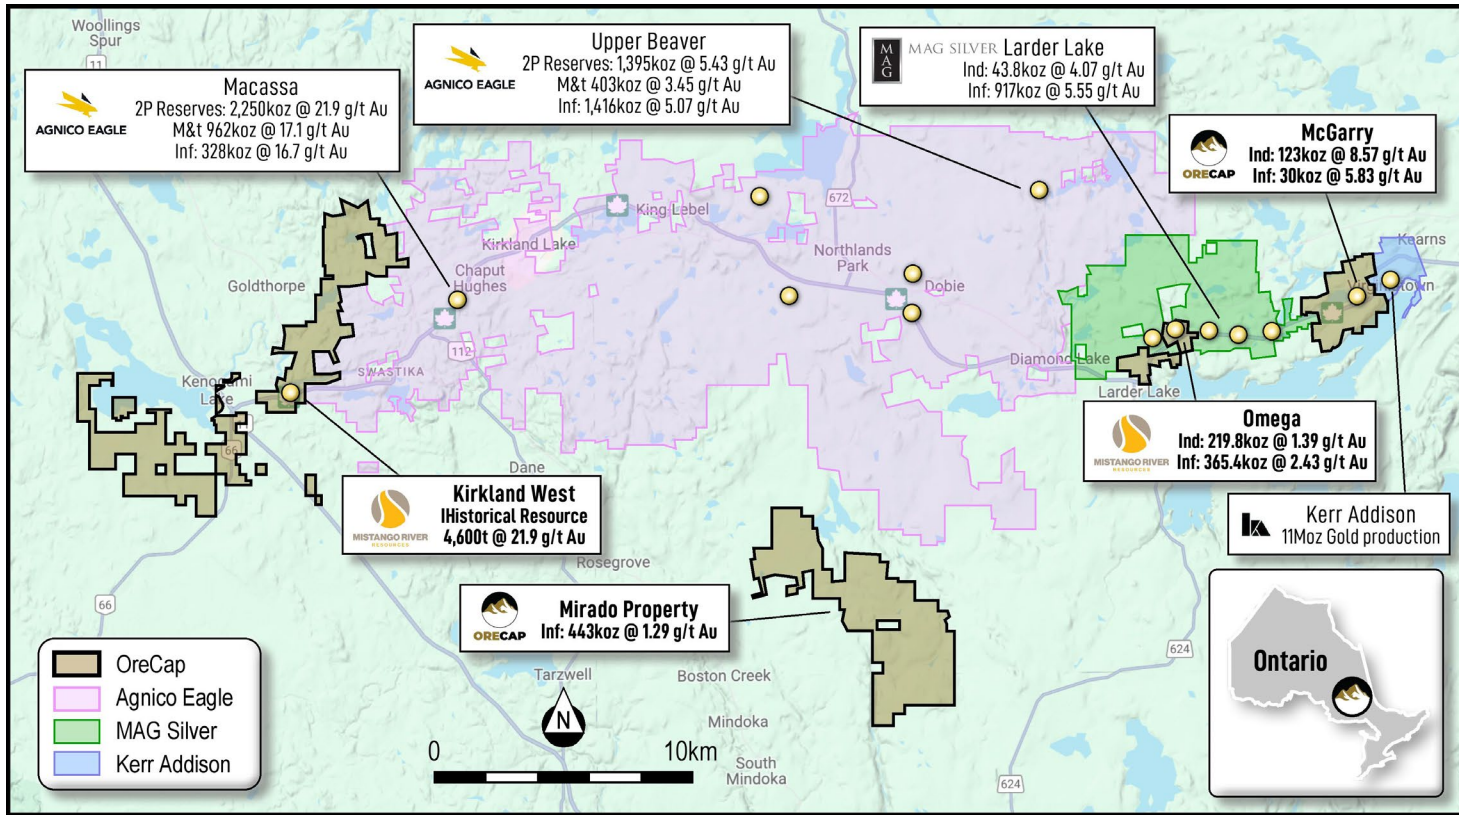 Woollings
Spur
11
AGNICO EAGLE
Macassa
2P Reserves: 2,250koz @ 21.9 g/t Au
M&t 962koz @ 17.1 g/t Au
Inf: 328koz @ 16.7 g/t Au
AGNICO EAGLE
Upper Beaver
2P Reserves: 1,395koz @ 5.43 g/t Au
M&t 403koz @ 3.45 g/t Au
Inf: 1,416koz @ 5.07 g/t Au
MAG
MAG SILVER
Larder Lake
Ind: 43.8koz @ 4.07 g/t Au
Inf: 917koz @ 5.55 g/t Au
ORECAP
McGarry
Ind: 123koz @ 8.57 g/t Au
Inf: 30koz @ 5.83 g/t Au
672
King Lebel
Kirkland Lake
Northlands
Park
Kearns
Chaput
Hughes
Goldthorpe
Dobie
112
SWASTIKA
Diamond Lake
Larder Lake
Kenogami
Lake
66
Omega
Ind: 219.8koz @ 1.39 g/t Au
Inf: 365.4koz @ 2.43 g/t Au
MISTANGO RIVER
RESOURCES
Dane
Kirkland West
IHistorical Resource
4,600t @ 21.9 g/t Au
MISTANGO RIVER
RESOURCES
Kerr Addison
11Moz Gold production
Rosegrove
66
ORECAP
Mirado Property
Inf: 443koz @ 1.29 g/t Au
624
Tarzwell
Boston Creek
Mindoka
South
Mindoka
624
OreCap
Agnico Eagle
MAG Silver
Kerr Addison
N
0
10km
Ontario